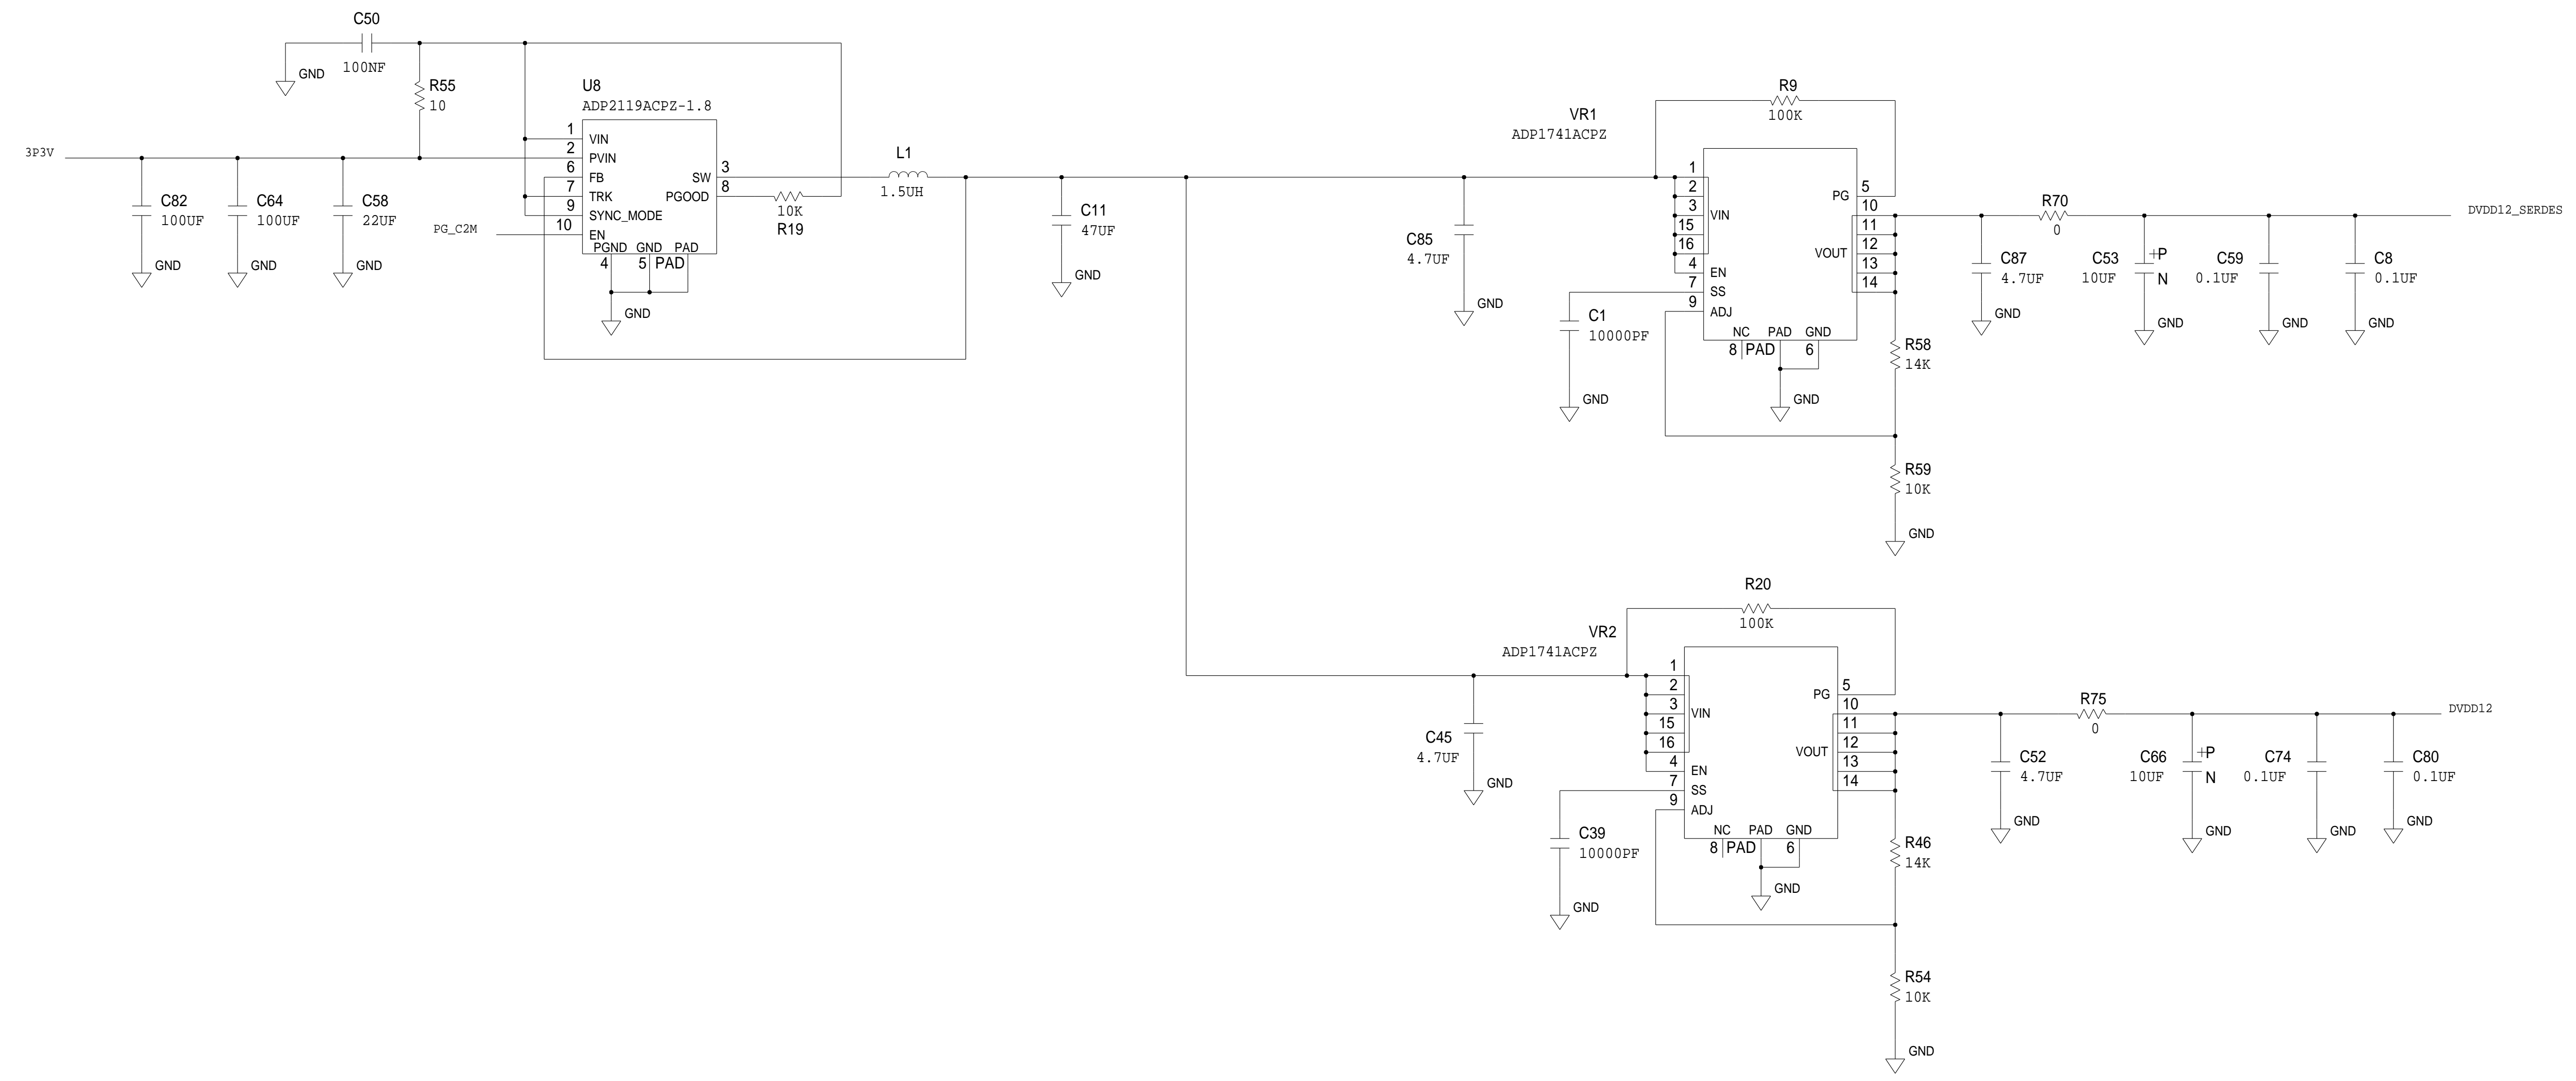 C50
100NF
GND
R55
10
U8
ADP2119ACPZ-1.8
1 VIN
2 PVIN
6 FB
7 TRK
9 SYNC_MODE
10 EN
SW 3
PGOOD 8
PGND GND PAD
4 5 PAD
GND
3P3V
C82
100UF
GND
C64
100UF
GND
C58
22UF
GND
PG_C2M
10K
R19
L1
1.5UH
C11
47UF
GND
VR1
ADP1741ACPZ
R9
100K
1
2
3
15
16
VIN
4 EN
7 SS
9 ADJ
PG 5
10
11
12
13
14
VOUT
NC PAD GND
8 PAD 6
GND
C85
4.7UF
GND
C1
10000PF
GND
R58
14K
R59
10K
GND
C87
4.7UF
GND
R70
0
C53
10UF
+P
N
GND
C59
0.1UF
GND
C8
0.1UF
GND
DVDD12_SERDES
R20
100K
VR2
ADP1741ACPZ
1
2
3
15
16
VIN
4 EN
7 SS
9 ADJ
PG 5
10
11
12
13
14
VOUT
NC PAD GND
8 PAD 6
GND
C45
4.7UF
GND
C39
10000PF
GND
R46
14K
R54
10K
GND
C52
4.7UF
GND
R75
0
C66
10UF
+P
N
GND
C74
0.1UF
GND
C80
0.1UF
GND
DVDD12